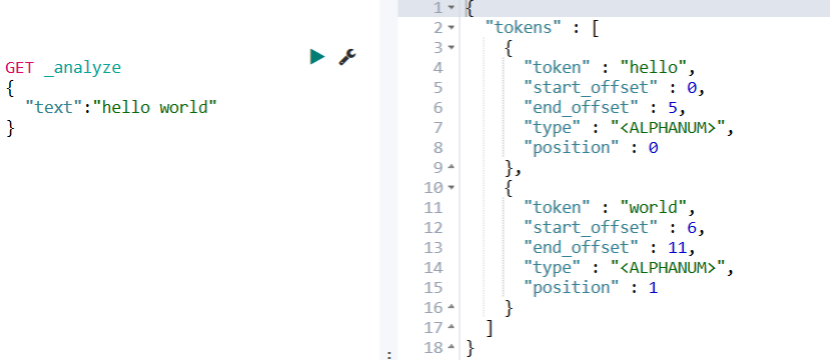 GET _analyze
{
  "text":"hello world"
}
1 {
2   "tokens" : [
3     {
4       "token" : "hello",
5       "start_offset" : 0,
6       "end_offset" : 5,
7       "type" : "<ALPHANUM>",
8       "position" : 0
9     },
10     {
11       "token" : "world",
12       "start_offset" : 6,
13       "end_offset" : 11,
14       "type" : "<ALPHANUM>",
15       "position" : 1
16     }
17   ]
18 }